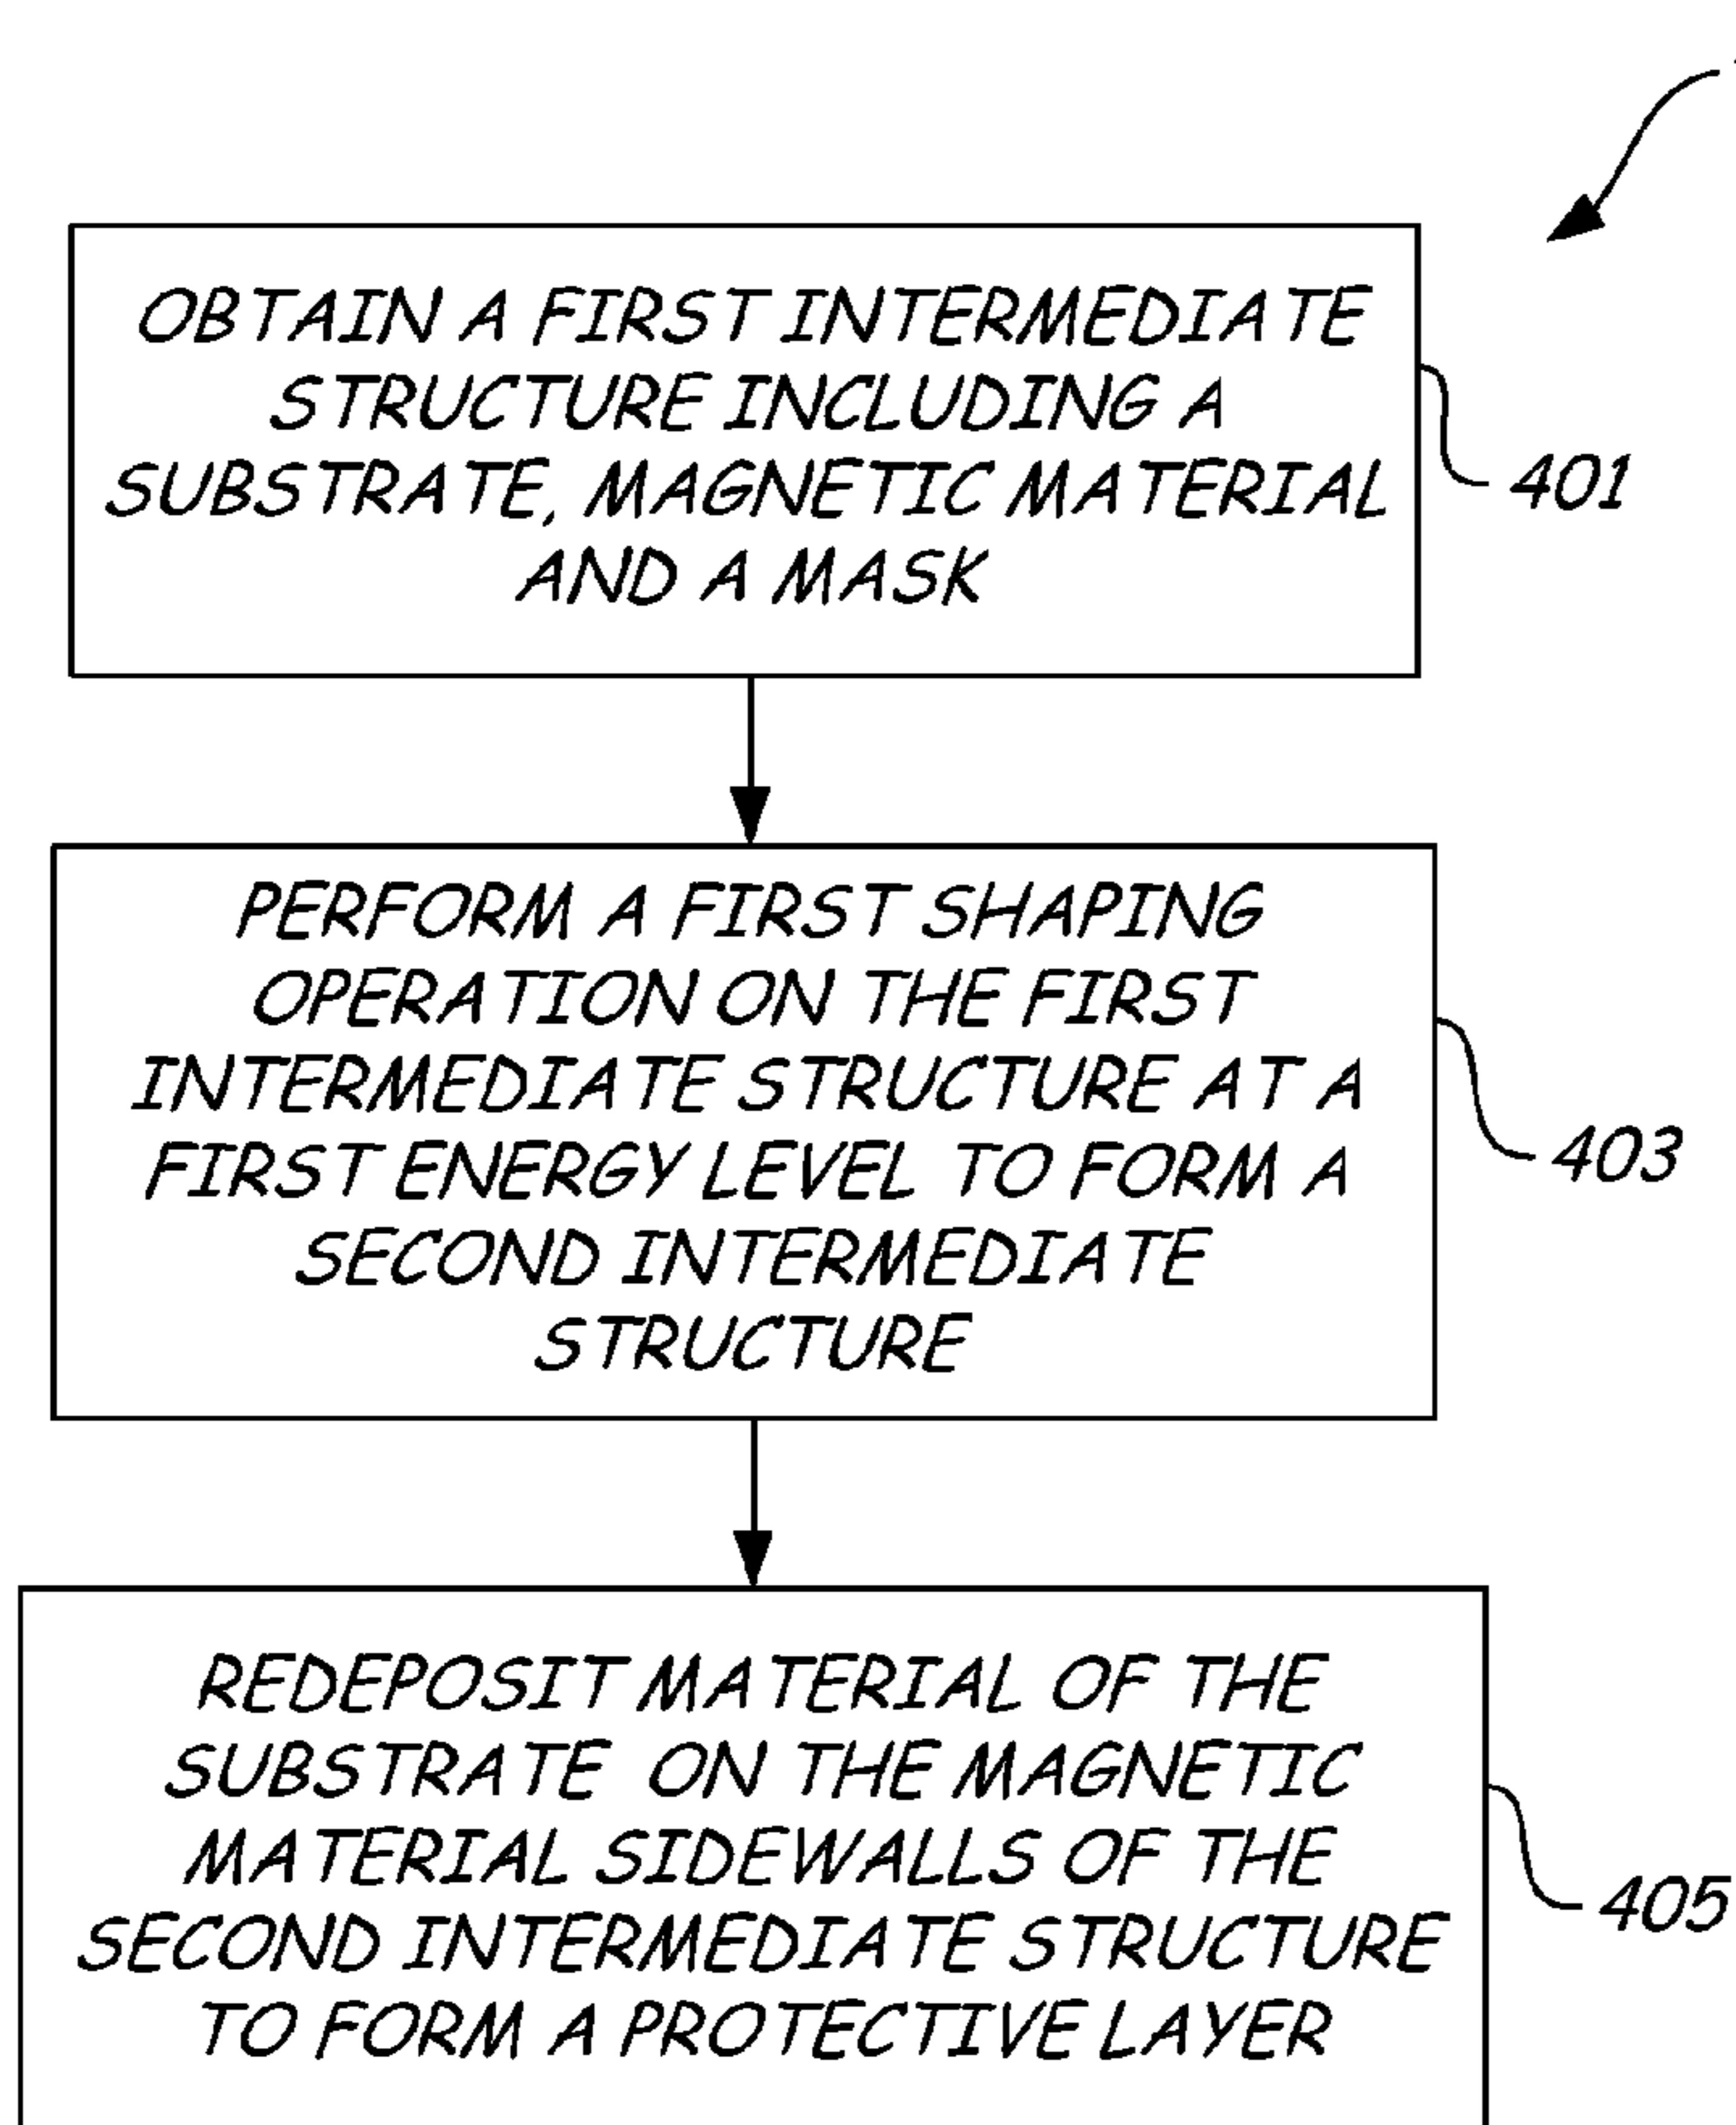 OBTAIN A FIRST INTERMEDIATE
STRUCTURE INCLUDING A
SUBSTRATE, MAGNETIC MATERIAL
AND A MASK
401
PERFORM A FIRST SHAPING
OPERATION ON THE FIRST
INTERMEDIATE STRUCTURE AT A
FIRST ENERGY LEVEL TO FORM A
SECOND INTERMEDIATE
STRUCTURE
403
REDEPOSIT MATERIAL OF THE
SUBSTRATE ON THE MAGNETIC
MATERIAL SIDEWALLS OF THE
SECOND INTERMEDIATE STRUCTURE
TO FORM A PROTECTIVE LAYER
405